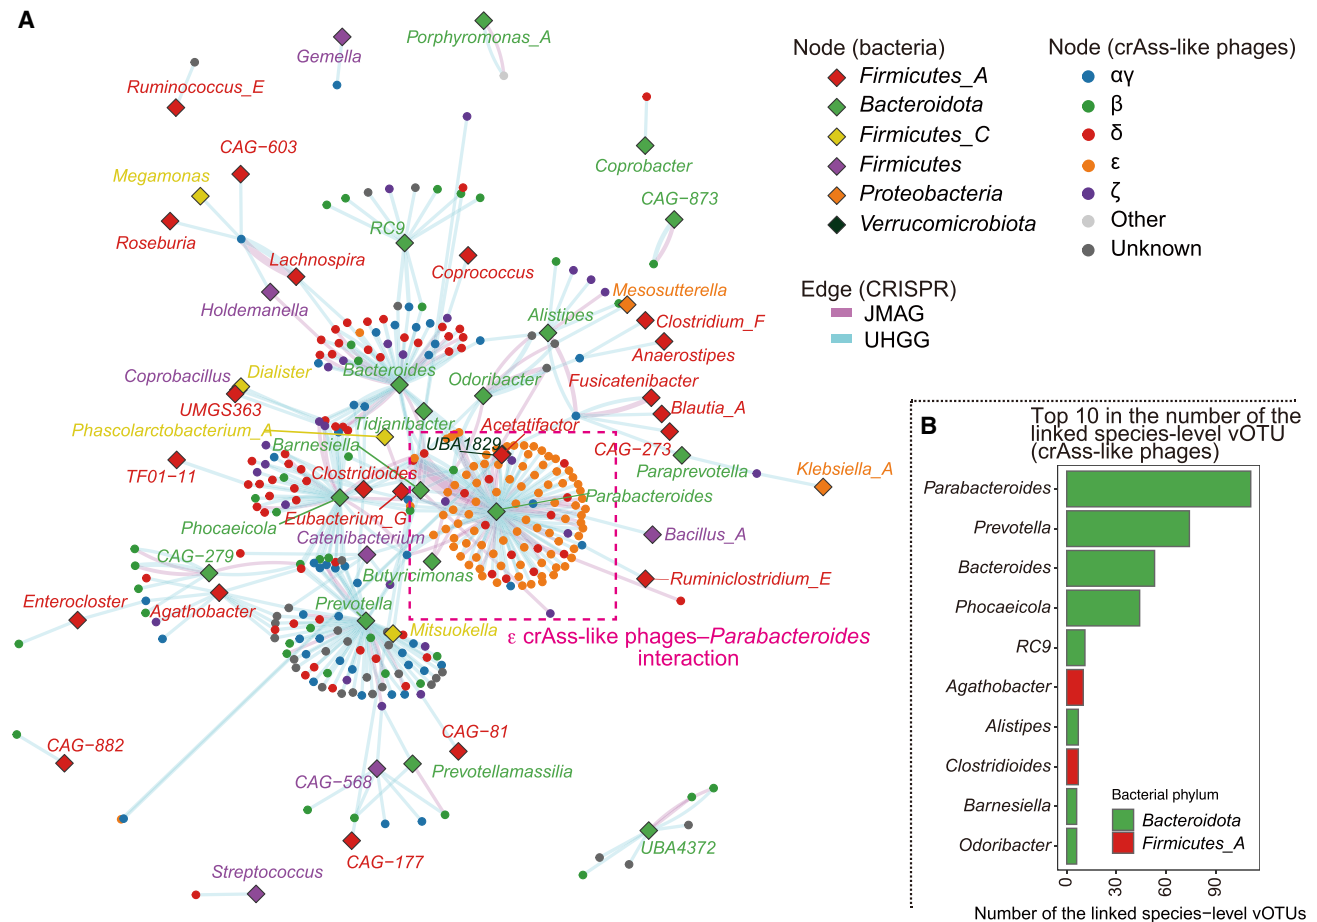 A
Porphyromonas_A
Gemella
Ruminococcus_E
CAG−603
Megamonas
Roseburia
Lachnospira
Holdemanella
RC9
Coprococcus
Coprobacter
CAG−873
Mesosutterella
Alistipes
Clostridium_F
Anaerostipes
Bacteroides
Odoribacter
Fusicatenibacter
Blautia_A
Coprobacillus
Dialister
UMGS363
Tidjanibacter
Acetatifactor
Phascolarctobacterium_A
UBA1829
Barnesiella
CAG−273
Paraprevotella
Klebsiella_A
TF01−11
Clostridioides
Parabacteroides
Phocaeicola
Eubacterium_G
Catenibacterium
Bacillus_A
CAG−279
Butyricimonas
Ruminiclostridium_E
Enterocloster
Agathobacter
Prevotella
Mitsuokella
ε crAss-like phages–Parabacteroides
interaction
CAG−882
CAG−81
CAG−568
Prevotellamassilia
CAG−177
UBA4372
Streptococcus
Node (bacteria)
Firmicutes_A
Bacteroidota
Firmicutes_C
Firmicutes
Proteobacteria
Verrucomicrobiota
Node (crAss-like phages)
αγ
β
δ
ε
ζ
Other
Unknown
Edge (CRISPR)
JMAG
UHGG
B
Top 10 in the number of the
linked species-level vOTU
(crAss-like phages)
Parabacteroides
Prevotella
Bacteroides
Phocaeicola
RC9
Agathobacter
Alistipes
Clostridioides
Barnesiella
Odoribacter
Bacterial phylum
Bacteroidota
Firmicutes_A
0
30
60
90
Number of the linked species−level vOTUs